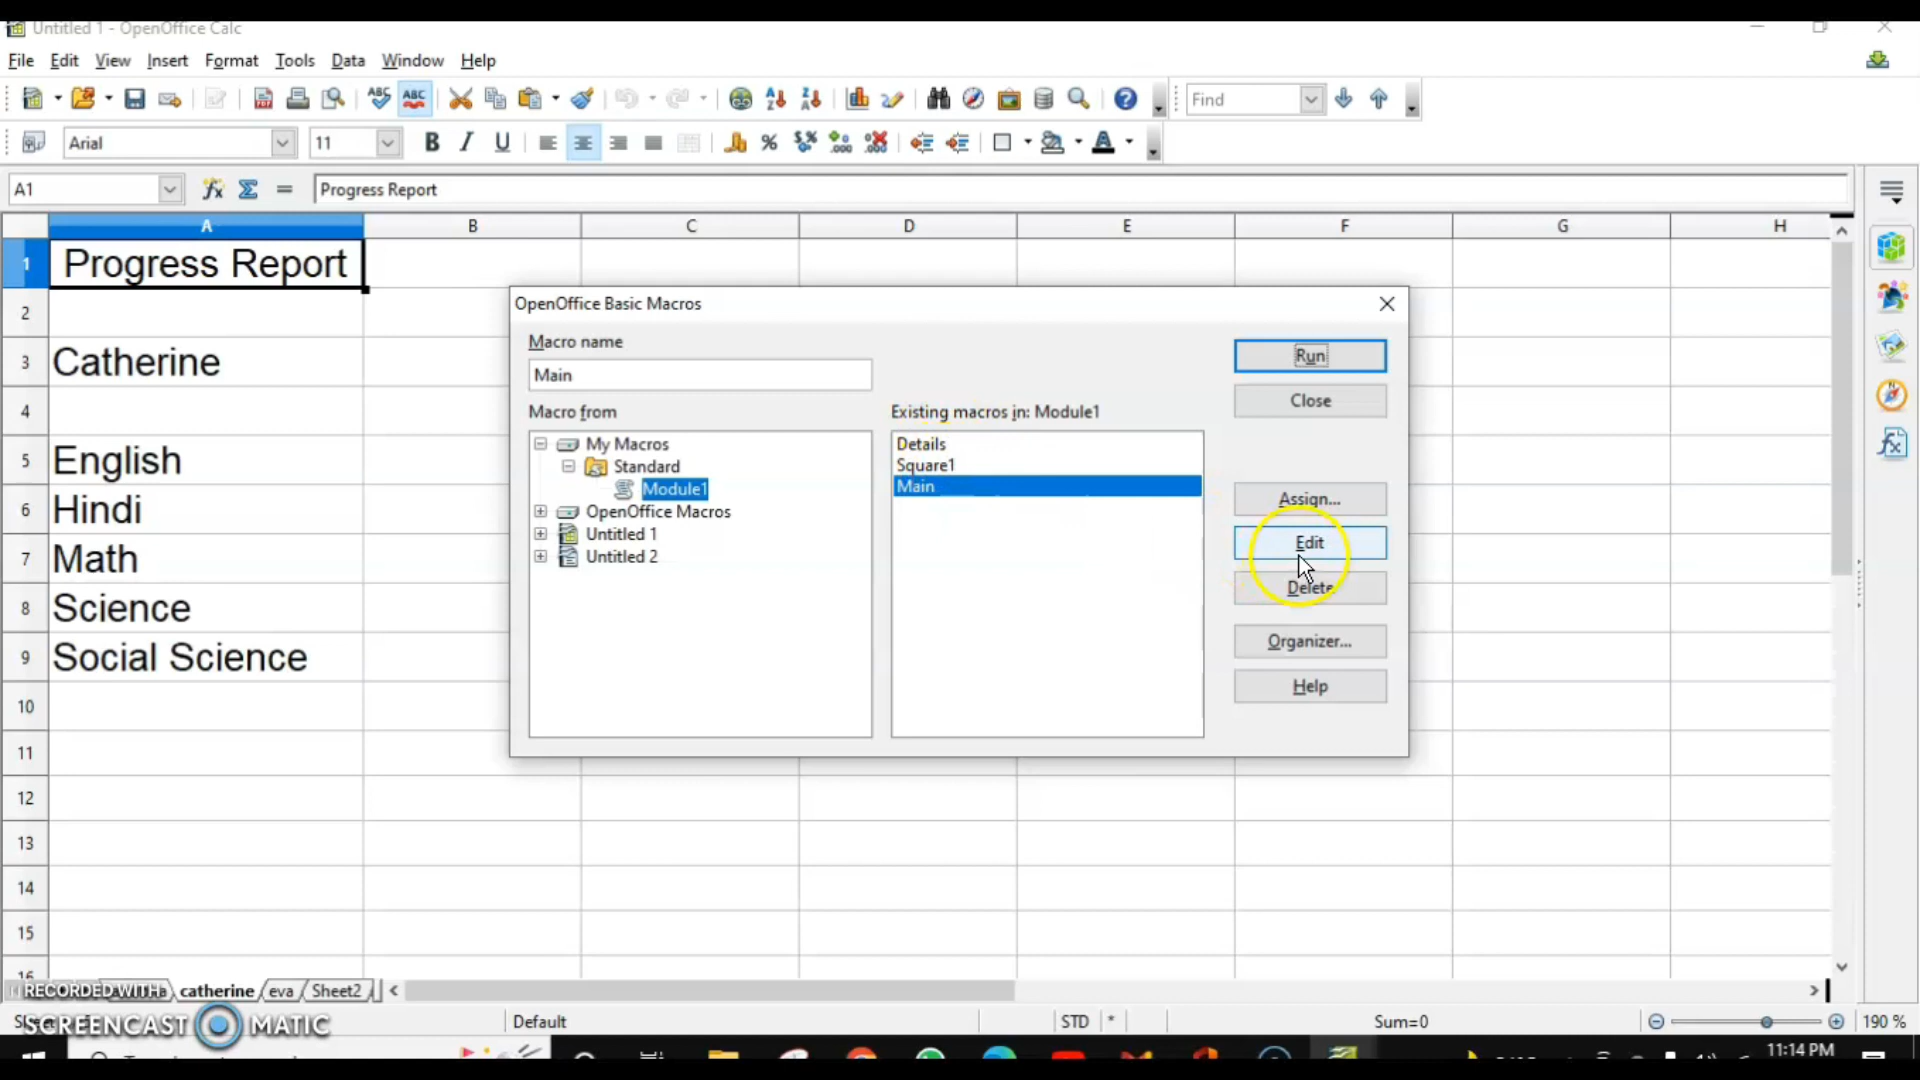 Untitled 1 - OpenOffice Calc
File Edit View Insert Format Tools Data Window Help
Find
Arial 11
A1 Progress Report
A B C D E F G H
1 Progress Report
2
3 Catherine
4
5 English
6 Hindi
7 Math
8 Science
9 Social Science
10
11
12
13
14
15
16
OpenOffice Basic Macros
Macro name
Main
Macro from
My Macros
Standard
Module1
OpenOffice Macros
Untitled 1
Untitled 2
Existing macros in: Module1
Details
Square1
Main
Run
Close
Assign...
Edit
Delete
Organizer...
Help
RECORDED WITH catherine eva Sheet2
SCREENCAST MATIC
Default STD * Sum=0 190 %
11:14 PM